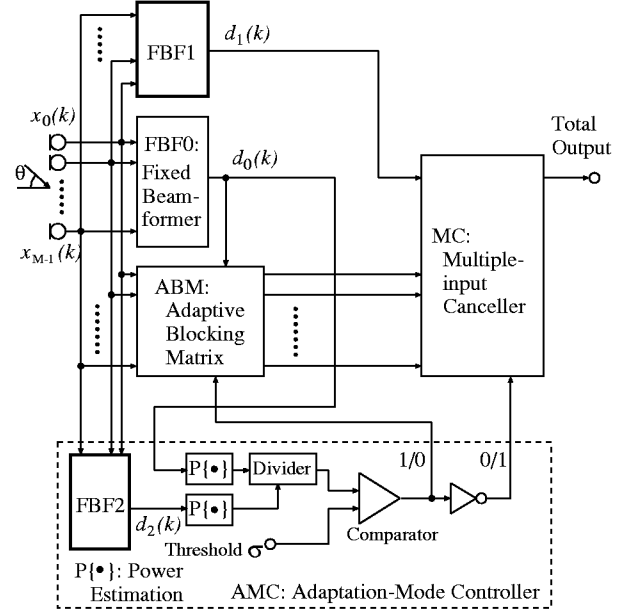 FBF1
d1(k)
x0(k)
FBF0:
Fixed
Beam-
former
d0(k)
Total
Output
θ
xM-1(k)
MC:
Multiple-
input
Canceller
ABM:
Adaptive
Blocking
Matrix
1/0
0/1
P{•}
Divider
FBF2
d2(k)
P{•}
Comparator
Threshold σ
P{•}: Power
Estimation
AMC: Adaptation-Mode Controller